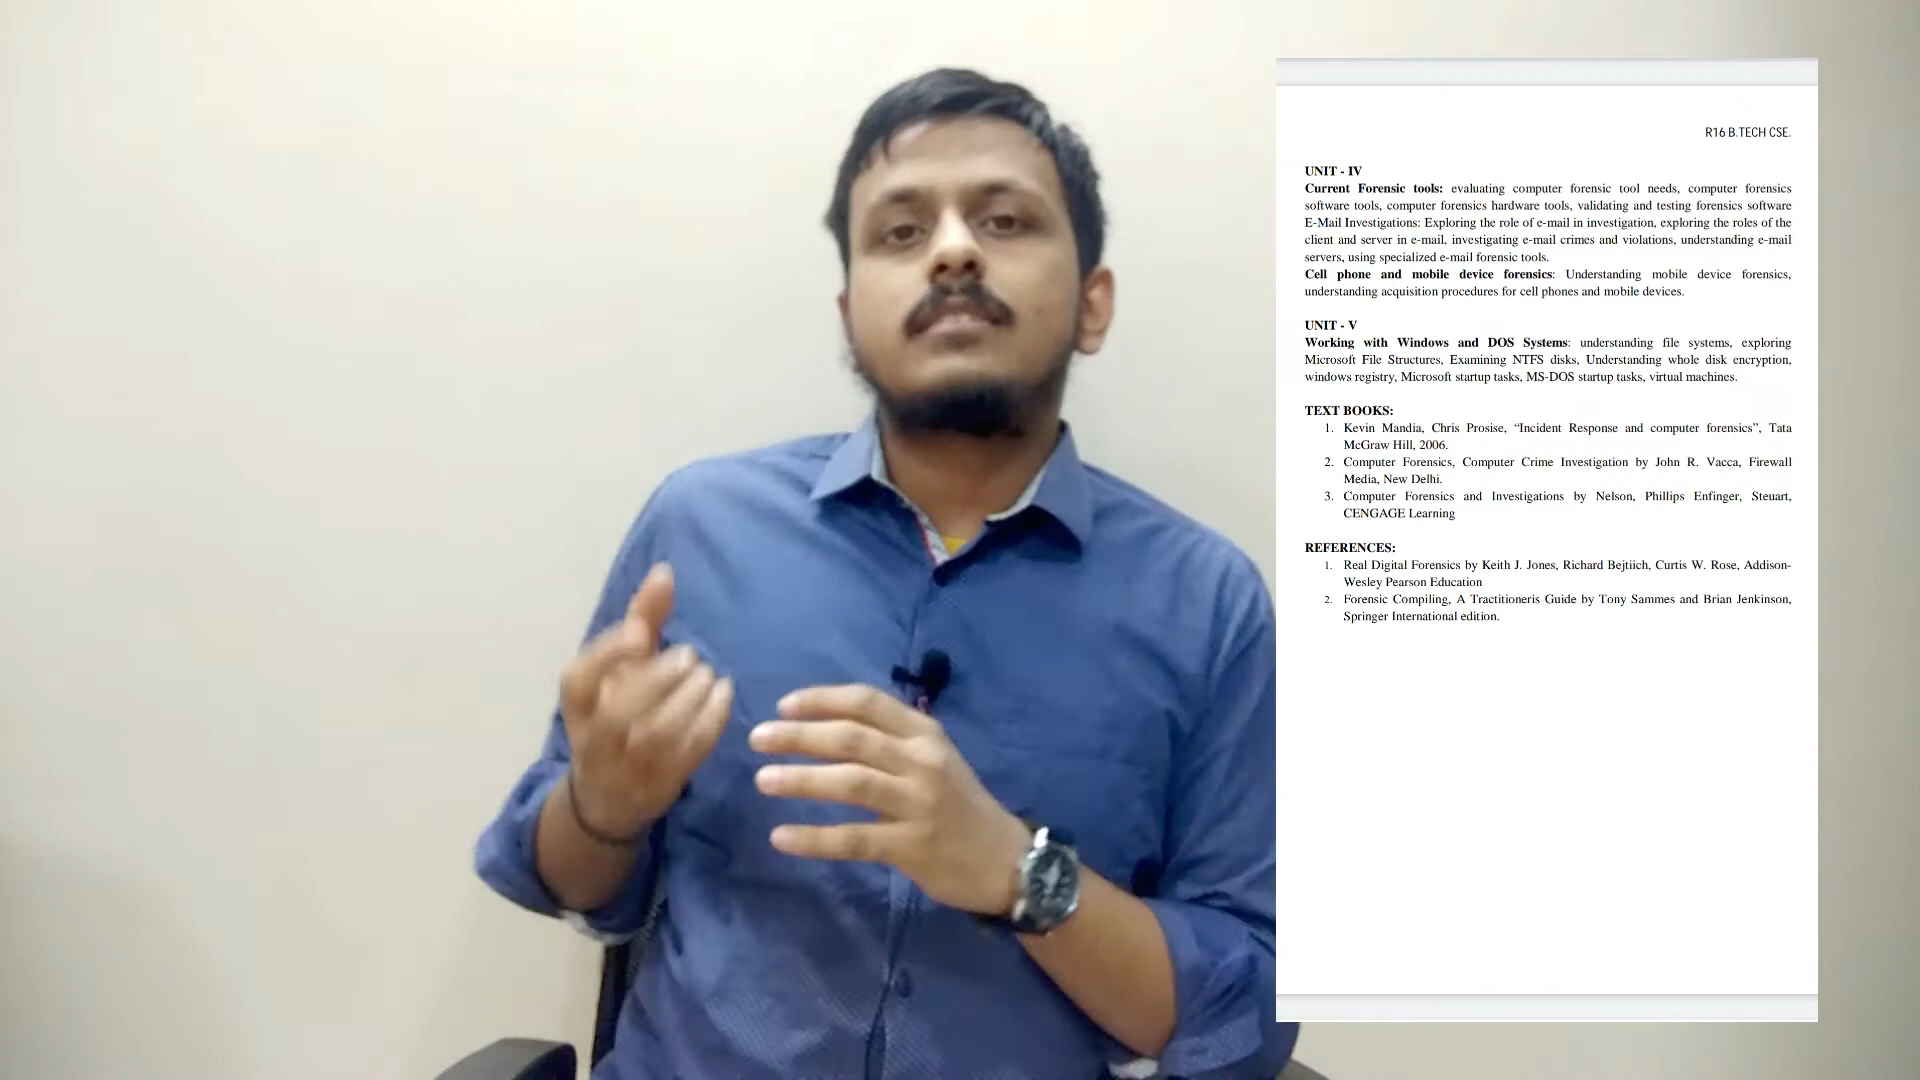 R16 B.TECH CSE.
UNIT - IV
Current Forensic tools: evaluating computer forensic tool needs, computer forensics
software tools, computer forensics hardware tools, validating and testing forensics software
E-Mail Investigations: Exploring the role of e-mail in investigation, exploring the roles of the
client and server in e-mail, investigating e-mail crimes and violations, understanding e-mail
servers, using specialized e-mail forensic tools.
Cell phone and mobile device forensics: Understanding mobile device forensics,
understanding acquisition procedures for cell phones and mobile devices.
UNIT - V
Working with Windows and DOS Systems: understanding file systems, exploring
Microsoft File Structures, Examining NTFS disks, Understanding whole disk encryption,
windows registry, Microsoft startup tasks, MS-DOS startup tasks, virtual machines.
TEXT BOOKS:
1. Kevin Mandia, Chris Prosise, “Incident Response and computer forensics”, Tata
McGraw Hill, 2006.
2. Computer Forensics, Computer Crime Investigation by John R. Vacca, Firewall
Media, New Delhi.
3. Computer Forensics and Investigations by Nelson, Phillips Enfinger, Steuart,
CENGAGE Learning
REFERENCES:
1. Real Digital Forensics by Keith J. Jones, Richard Bejtiich, Curtis W. Rose, Addison-
Wesley Pearson Education
2. Forensic Compiling, A Tractitioneris Guide by Tony Sammes and Brian Jenkinson,
Springer International edition.